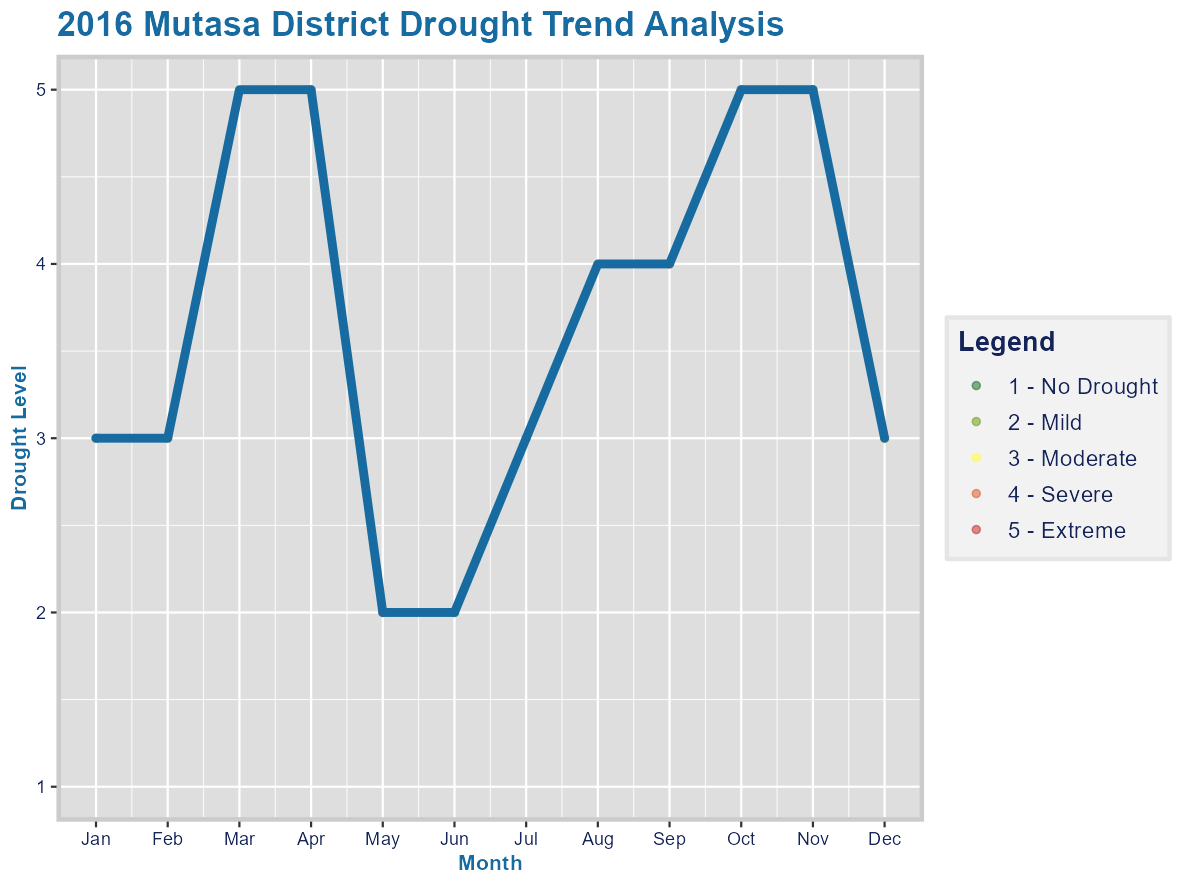 2016 Mutasa District Drought Trend Analysis
Drought Level
5
4
3
2
1
Jan Feb Mar Apr May Jun Jul Aug Sep Oct Nov Dec
Month
Legend
1 - No Drought
2 - Mild
3 - Moderate
4 - Severe
5 - Extreme